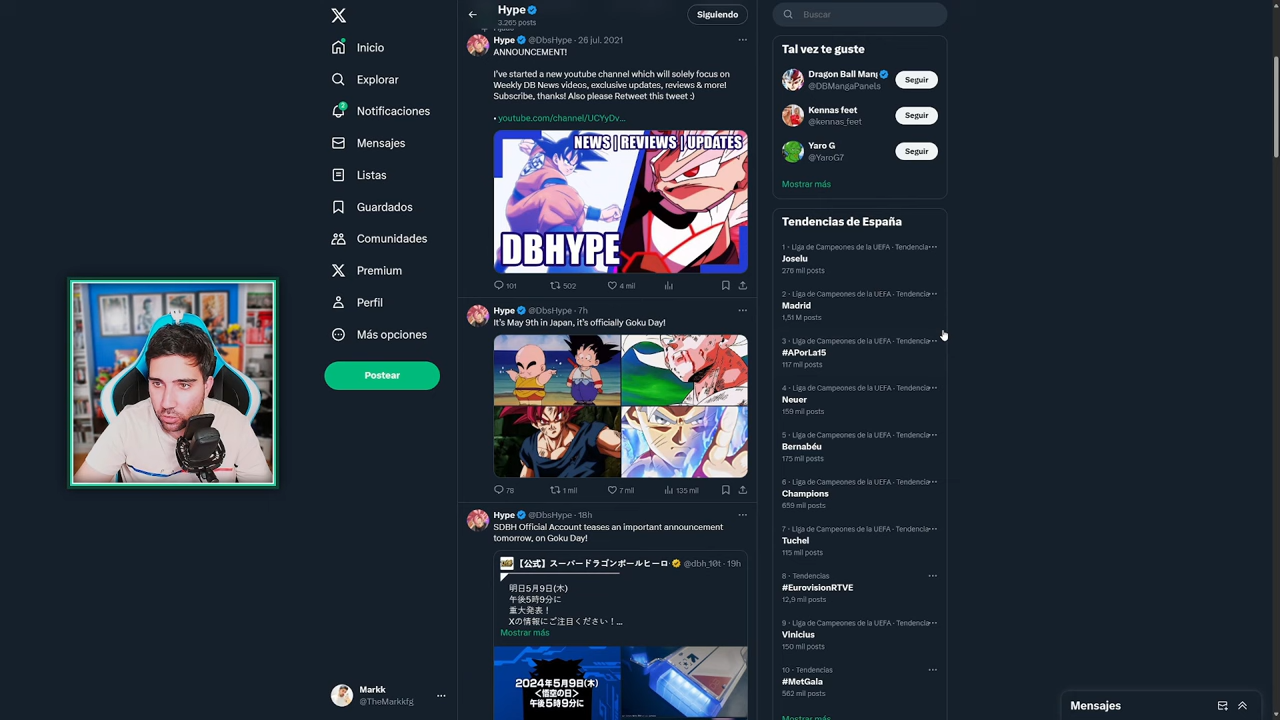 Inicio
Explorar
2
Notificaciones
Mensajes
Listas
Guardados
Comunidades
Premium
Perfil
Más opciones
Postear
Markk
@TheMarkkfg
Hype
3.265 posts
Siguiendo
Hype @DbsHype · 26 jul. 2021
ANNOUNCEMENT!
I've started a new youtube channel which will solely focus on
Weekly DB News videos, exclusive updates, reviews & more!
Subscribe, thanks! Also please Retweet this tweet :)
• youtube.com/channel/UCYyDv...
NEWS | REVIEWS | UPDATES
DBHYPE
101 502 4 mil
Hype @DbsHype · 7h
It's May 9th in Japan, it's officially Goku Day!
78 1 mil 7 mil 135 mil
Hype @DbsHype · 18h
SDBH Official Account teases an important announcement
tomorrow, on Goku Day!
【公式】スーパードラゴンボールヒーロ @dbh_10t · 19h
明日5月9日(木)
午後5時9分に
重大発表！
Xの情報にご注目ください！...
Mostrar más
2024年5月9日(木)
<悟空の日>
午後5時9分に
Buscar
Tal vez te guste
Dragon Ball Mang
@DBMangaPanels
Seguir
Kennas feet
@kennas_feet
Seguir
Yaro G
@YaroG7
Seguir
Mostrar más
Tendencias de España
1 · Liga de Campeones de la UEFA · Tendencia
Joselu
276 mil posts
2 · Liga de Campeones de la UEFA · Tendencia
Madrid
1,51 M posts
3 · Liga de Campeones de la UEFA · Tendencia
#APorLa15
117 mil posts
4 · Liga de Campeones de la UEFA · Tendencia
Neuer
159 mil posts
5 · Liga de Campeones de la UEFA · Tendencia
Bernabéu
175 mil posts
6 · Liga de Campeones de la UEFA · Tendencia
Champions
659 mil posts
7 · Liga de Campeones de la UEFA · Tendencia
Tuchel
115 mil posts
8 · Tendencias
#EurovisionRTVE
12,9 mil posts
9 · Liga de Campeones de la UEFA · Tendencia
Vinicius
150 mil posts
10 · Tendencias
#MetGala
562 mil posts
Mostrar más
Mensajes